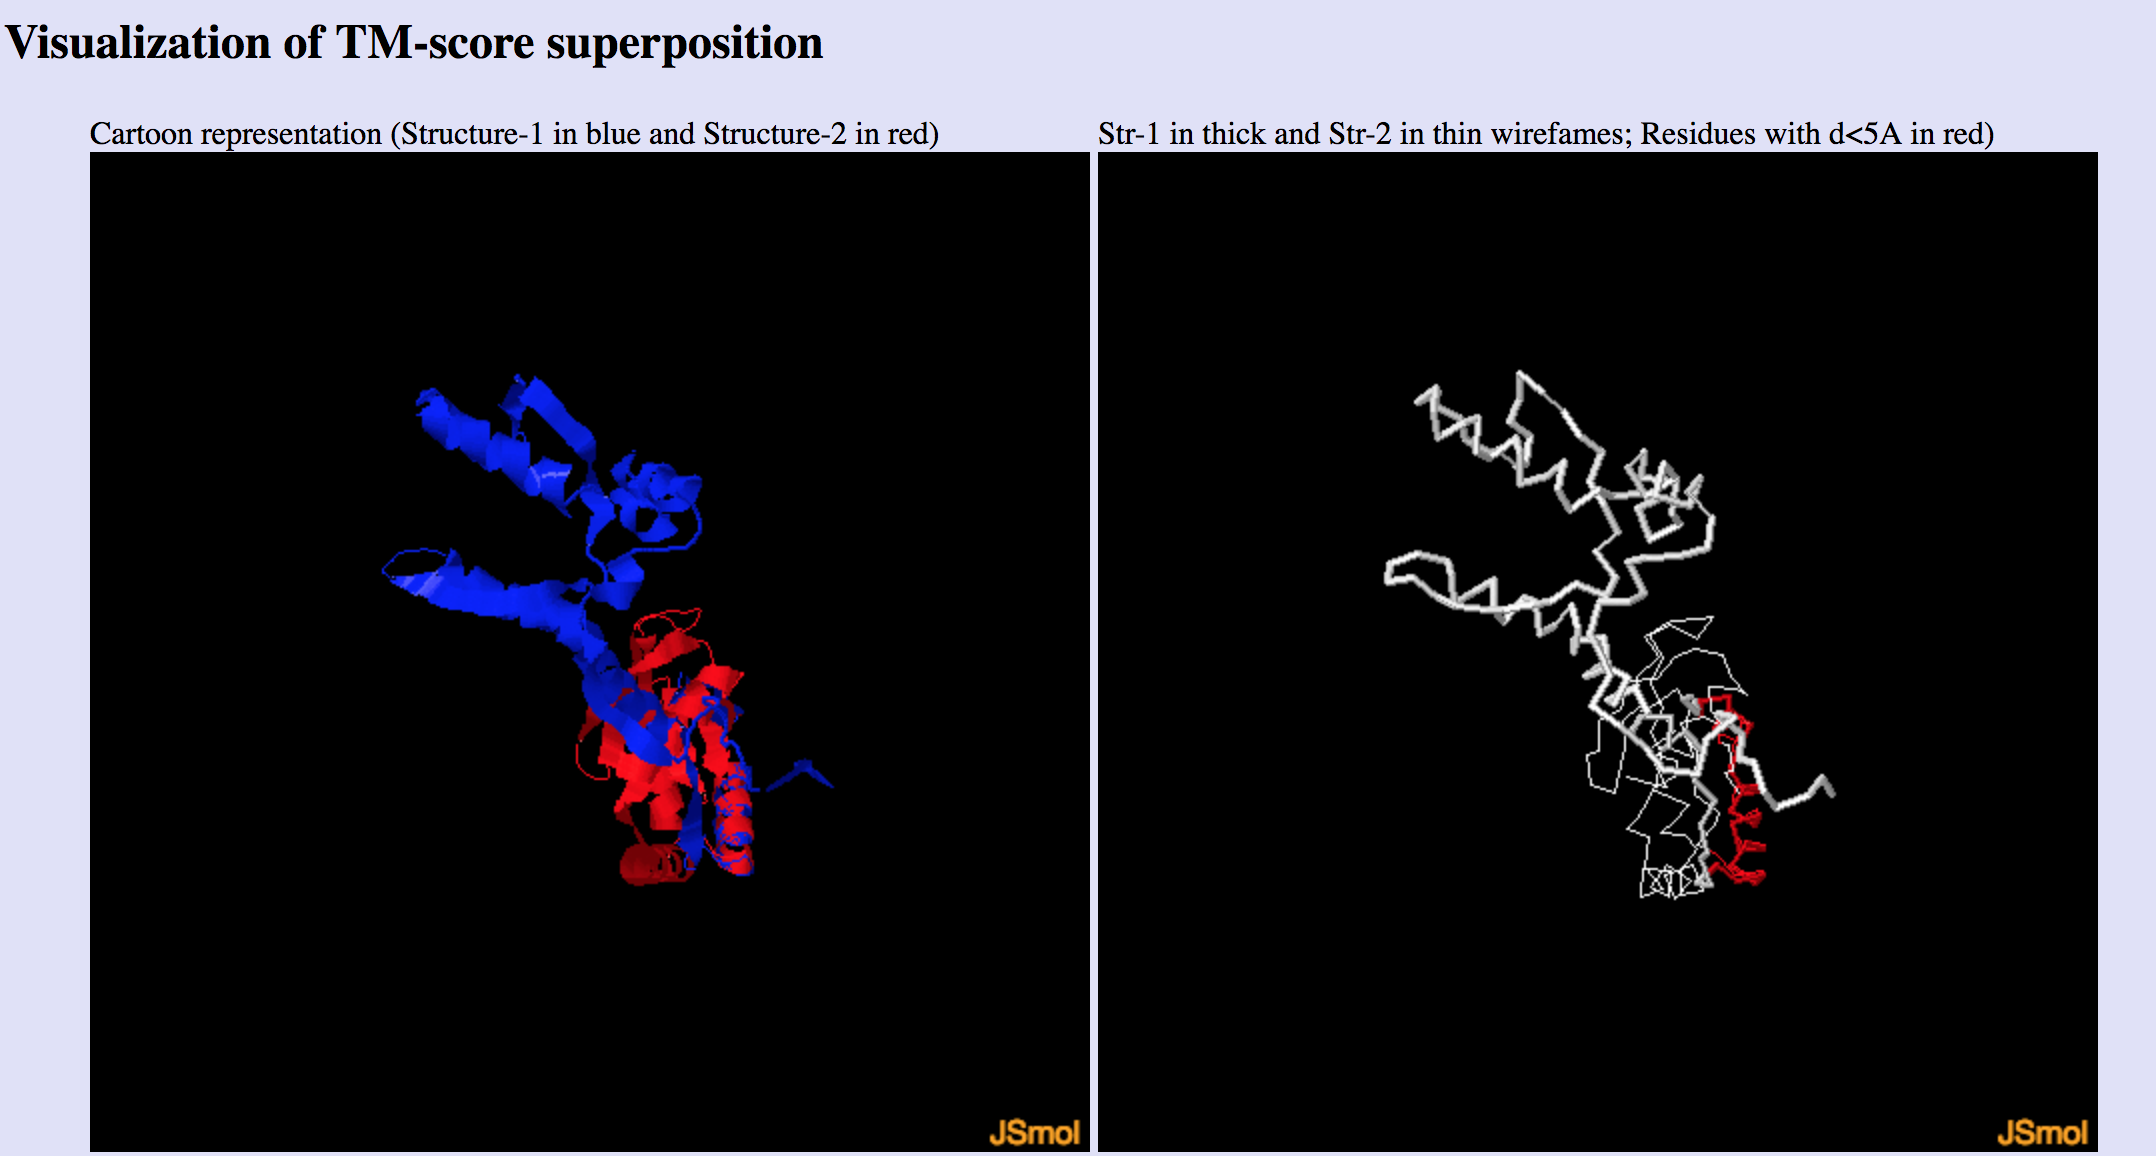 Visualization of TM-score superposition
Cartoon representation (Structure-1 in blue and Structure-2 in red)
Str-1 in thick and Str-2 in thin wirefames; Residues with d<5A in red)
JSmol
JSmol